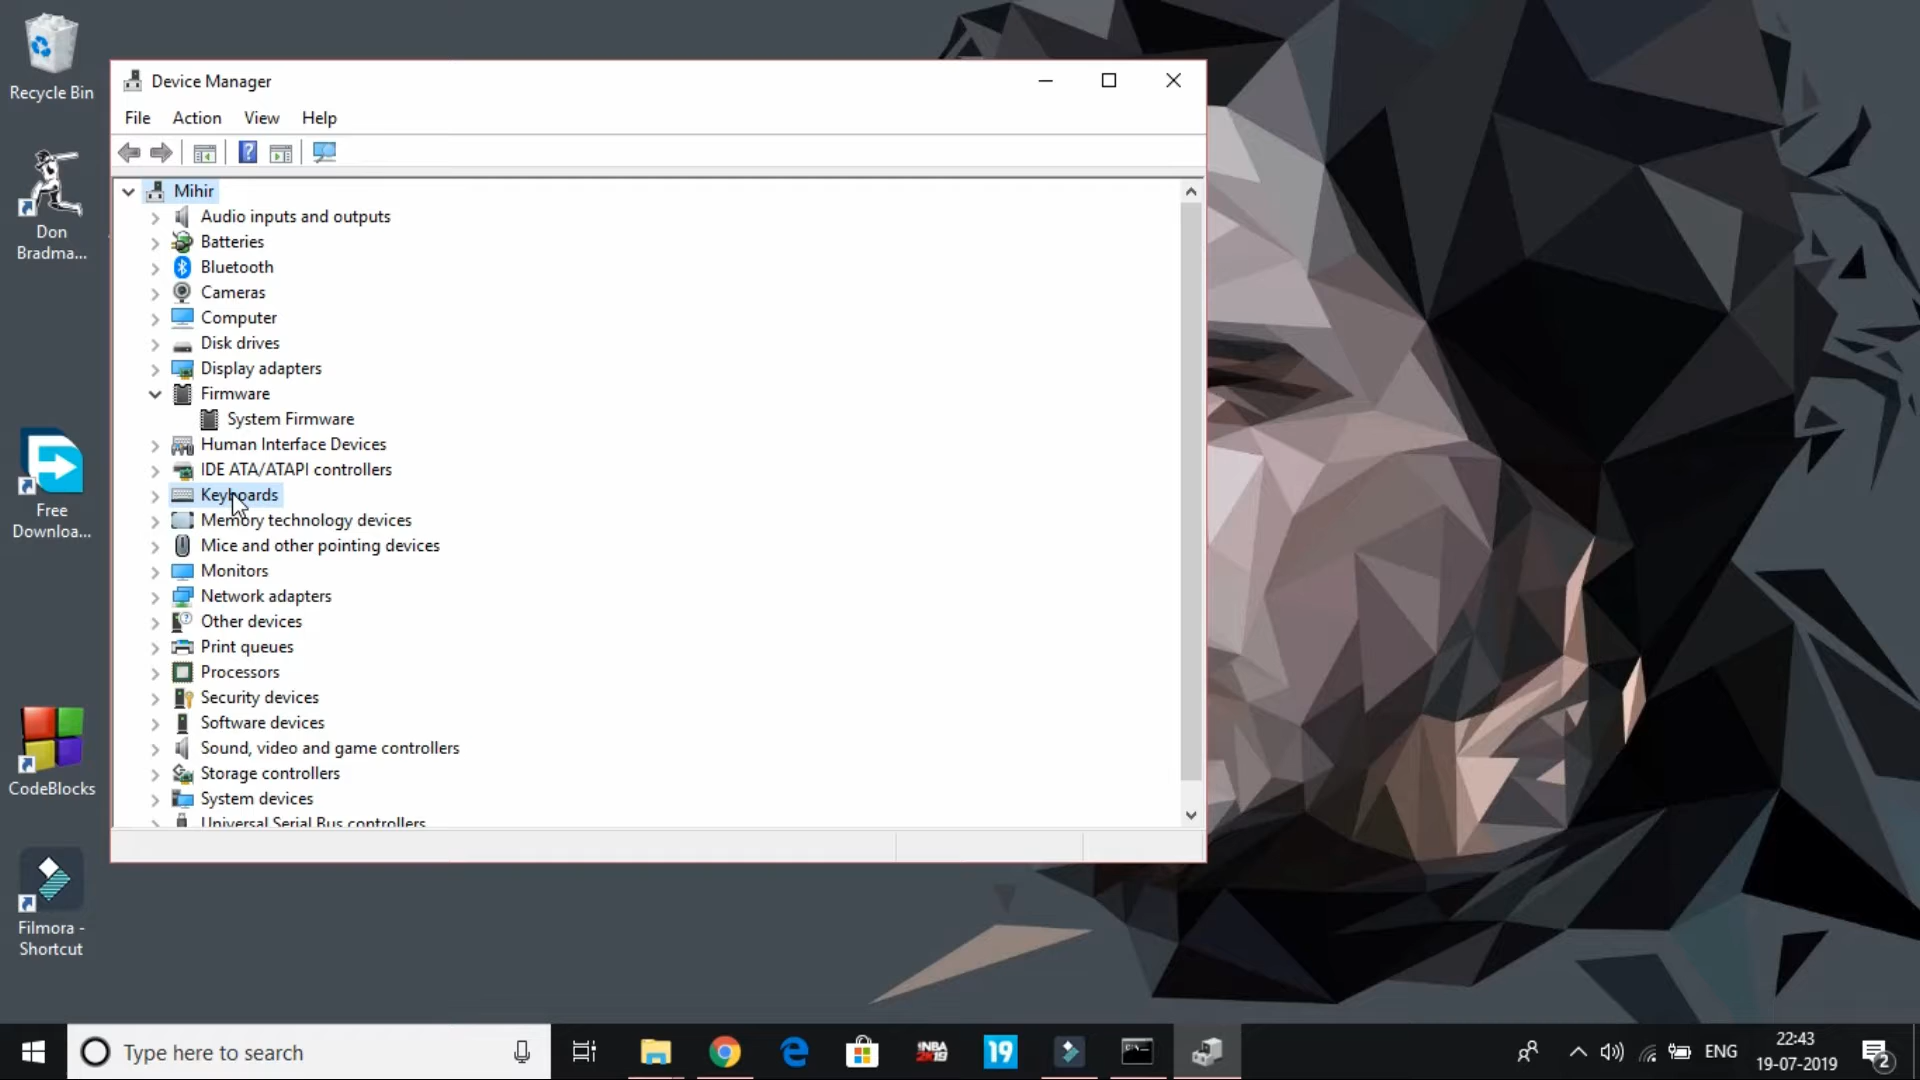 Recycle Bin
Don
Bradma...
Free
Downloa...
CodeBlocks
Filmora -
Shortcut
Device Manager
File Action View Help
Mihir
Audio inputs and outputs
Batteries
Bluetooth
Cameras
Computer
Disk drives
Display adapters
Firmware
System Firmware
Human Interface Devices
IDE ATA/ATAPI controllers
Keyboards
Memory technology devices
Mice and other pointing devices
Monitors
Network adapters
Other devices
Print queues
Processors
Security devices
Software devices
Sound, video and game controllers
Storage controllers
System devices
Universal Serial Bus controllers
Type here to search
NBA
2K19
19
ENG
22:43
19-07-2019
2